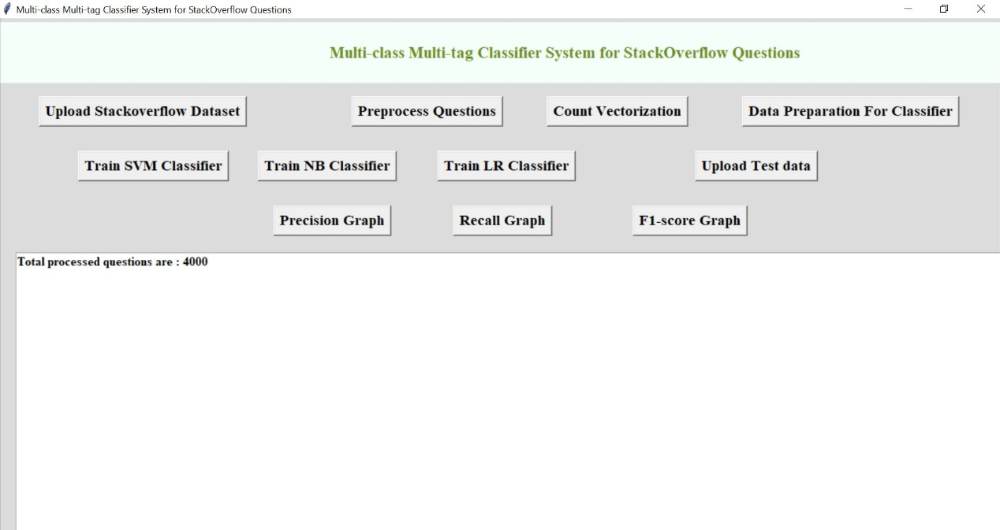 Multi-class Multi-tag Classifier System for StackOverflow Questions
Multi-class Multi-tag Classifier System for StackOverflow Questions
Upload Stackoverflow Dataset Preprocess Questions Count Vectorization Data Preparation For Classifier
Train SVM Classifier Train NB Classifier Train LR Classifier Upload Test data
Precision Graph Recall Graph F1-score Graph
Total processed questions are : 4000